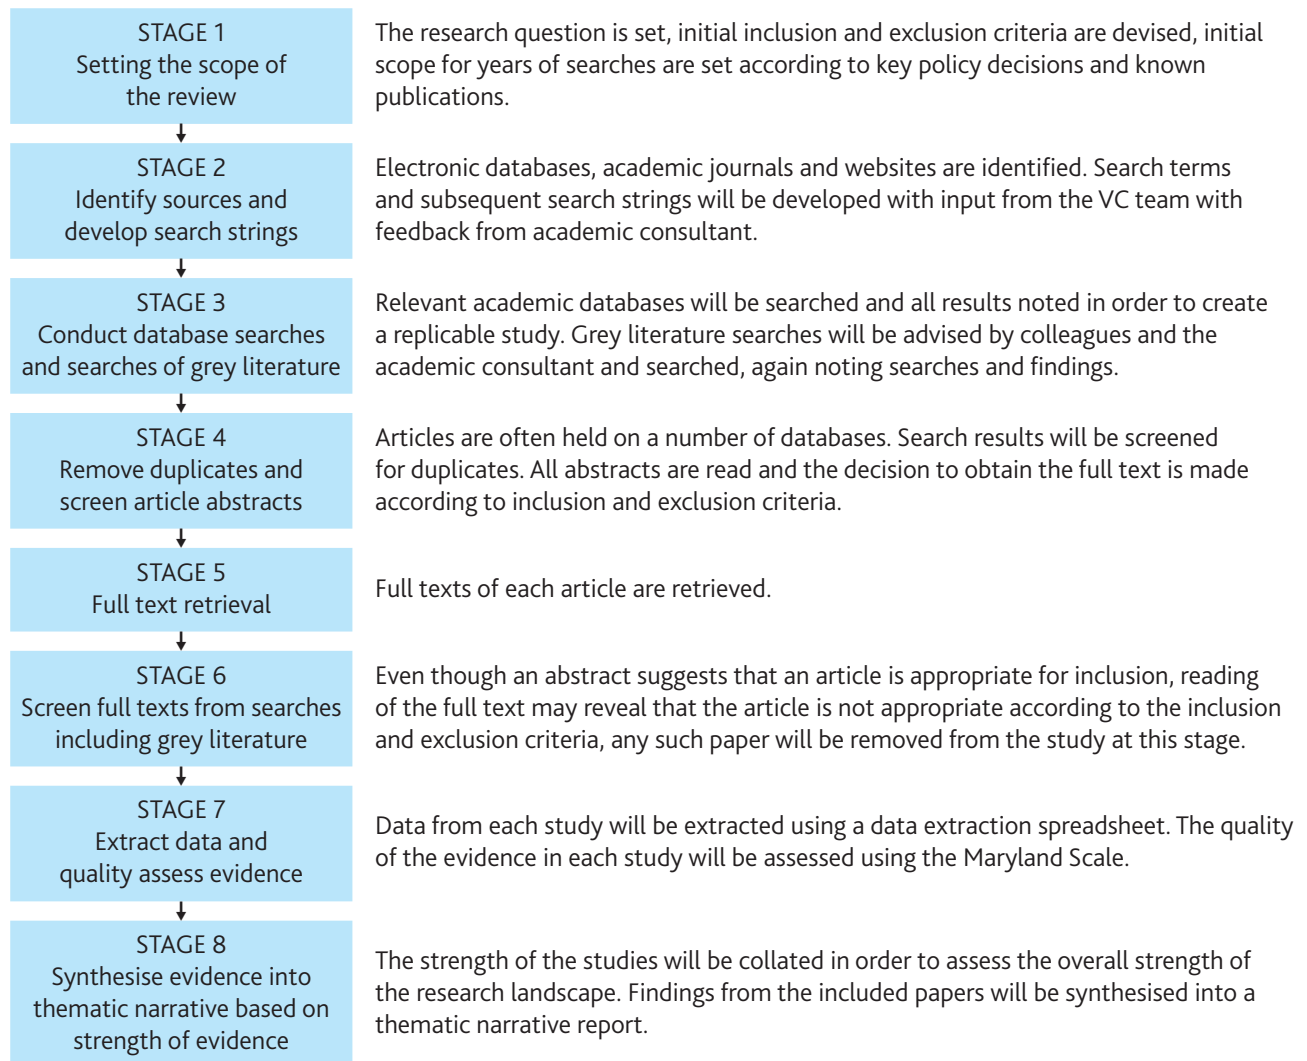 STAGE 1
Setting the scope of
the review
The research question is set, initial inclusion and exclusion criteria are devised, initial
scope for years of searches are set according to key policy decisions and known
publications.
STAGE 2
Identify sources and
develop search strings
Electronic databases, academic journals and websites are identified. Search terms
and subsequent search strings will be developed with input from the VC team with
feedback from academic consultant.
STAGE 3
Conduct database searches
and searches of grey literature
Relevant academic databases will be searched and all results noted in order to create
a replicable study. Grey literature searches will be advised by colleagues and the
academic consultant and searched, again noting searches and findings.
STAGE 4
Remove duplicates and
screen article abstracts
Articles are often held on a number of databases. Search results will be screened
for duplicates. All abstracts are read and the decision to obtain the full text is made
according to inclusion and exclusion criteria.
STAGE 5
Full text retrieval
Full texts of each article are retrieved.
STAGE 6
Screen full texts from searches
including grey literature
Even though an abstract suggests that an article is appropriate for inclusion, reading
of the full text may reveal that the article is not appropriate according to the inclusion
and exclusion criteria, any such paper will be removed from the study at this stage.
STAGE 7
Extract data and
quality assess evidence
Data from each study will be extracted using a data extraction spreadsheet. The quality
of the evidence in each study will be assessed using the Maryland Scale.
STAGE 8
Synthesise evidence into
thematic narrative based on
strength of evidence
The strength of the studies will be collated in order to assess the overall strength of
the research landscape. Findings from the included papers will be synthesised into a
thematic narrative report.